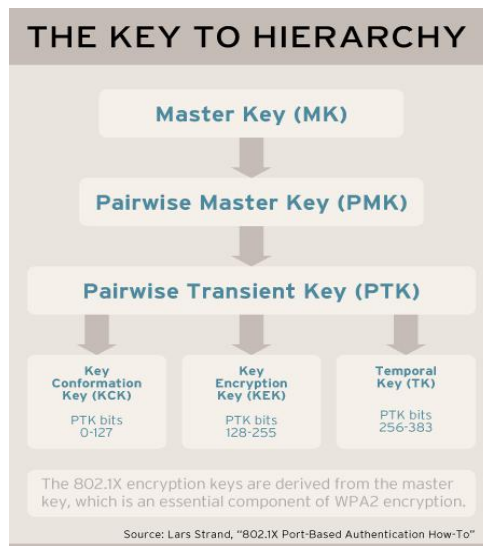 THE KEY TO HIERARCHY
Master Key (MK)
Pairwise Master Key (PMK)
Pairwise Transient Key (PTK)
Key
Conformation
Key (KCK)
PTK bits
0-127
Key
Encryption
Key (KEK)
PTK bits
128-255
Temporal
Key (TK)
PTK bits
256-383
The 802.1X encryption keys are derived from the master
key, which is an essential component of WPA2 encryption.
Source: Lars Strand, "802.1X Port-Based Authentication How-To"